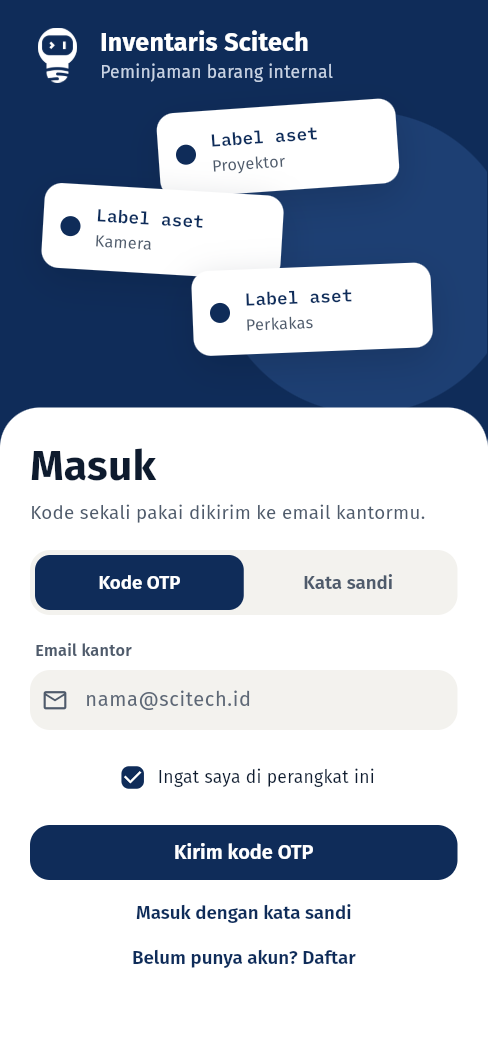 Inventaris Scitech
Peminjaman barang internal
Label aset
Proyektor
Label aset
Kamera
Label aset
Perkakas
Masuk
Kode sekali pakai dikirim ke email kantormu.
Kode OTP
Kata sandi
Email kantor
nama@scitech.id
Ingat saya di perangkat ini
Kirim kode OTP
Masuk dengan kata sandi
Belum punya akun? Daftar